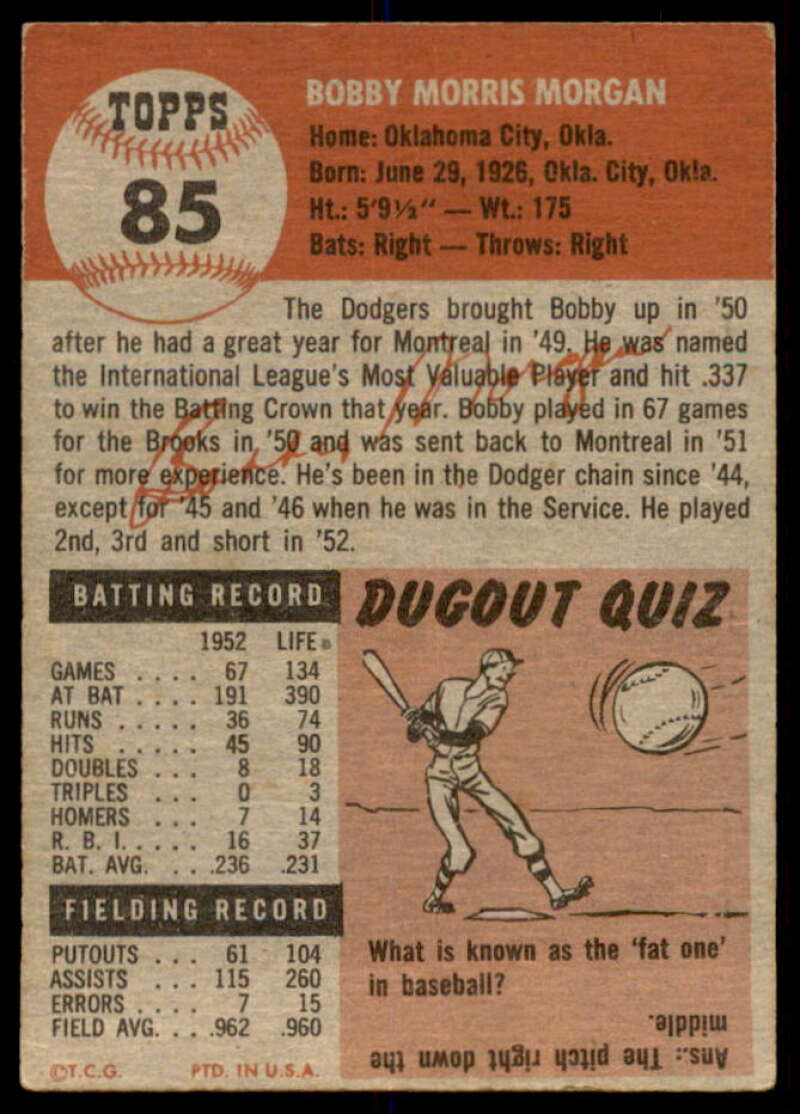 TOPPS
85
BOBBY MORRIS MORGAN
Home: Oklahoma City, Okla.
Born: June 29, 1926, Okla. City, Okla.
Ht.: 5'9½" — Wt.: 175
Bats: Right — Throws: Right
The Dodgers brought Bobby up in '50
after he had a great year for Montreal in '49. He was named
the International League's Most Valuable Player and hit .337
to win the Batting Crown that year. Bobby played in 67 games
for the Brooks in '50 and was sent back to Montreal in '51
for more experience. He's been in the Dodger chain since '44,
except for '45 and '46 when he was in the Service. He played
2nd, 3rd and short in '52.
Bobby Morgan
BATTING RECORD
1952 LIFE
GAMES .... 67 134
AT BAT .... 191 390
RUNS ..... 36 74
HITS ..... 45 90
DOUBLES ... 8 18
TRIPLES ... 0 3
HOMERS ... 7 14
R. B. I. .... 16 37
BAT. AVG. ... .236 .231
FIELDING RECORD
PUTOUTS ... 61 104
ASSISTS ... 115 260
ERRORS .... 7 15
FIELD AVG. ... .962 .960
©T.C.G. PTD. IN U.S.A.
DUGOUT QUIZ
What is known as the 'fat one'
in baseball?
Ans.: The pitch right down the
middle.